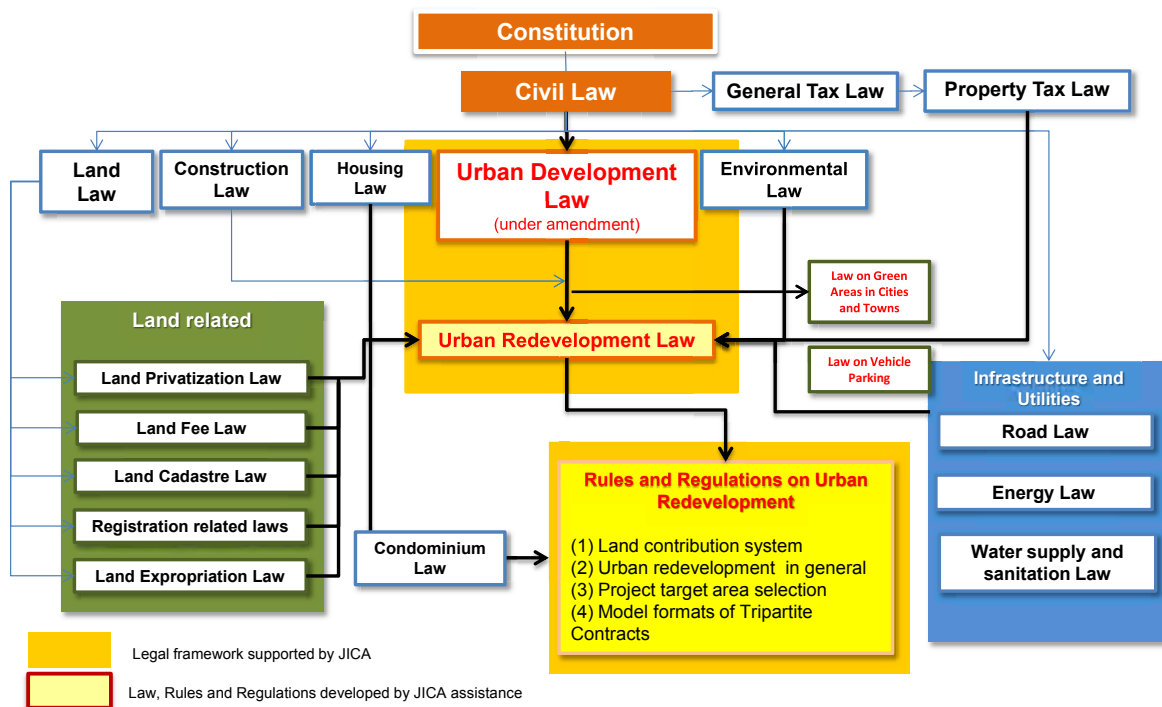 Constitution
Civil Law
General Tax Law
Property Tax Law
Land
Law
Construction
Law
Housing
Law
Urban Development
Law
(under amendment)
Environmental
Law
Law on Green
Areas in Cities
and Towns
Land related
Urban Redevelopment Law
Law on Vehicle
Parking
Land Privatization Law
Land Fee Law
Land Cadastre Law
Registration related laws
Land Expropriation Law
Infrastructure and
Utilities
Road Law
Energy Law
Water supply and
sanitation Law
Condominium
Law
Rules and Regulations on Urban
Redevelopment
(1) Land contribution system
(2) Urban redevelopment in general
(3) Project target area selection
(4) Model formats of Tripartite
Contracts
Legal framework supported by JICA
Law, Rules and Regulations developed by JICA assistance